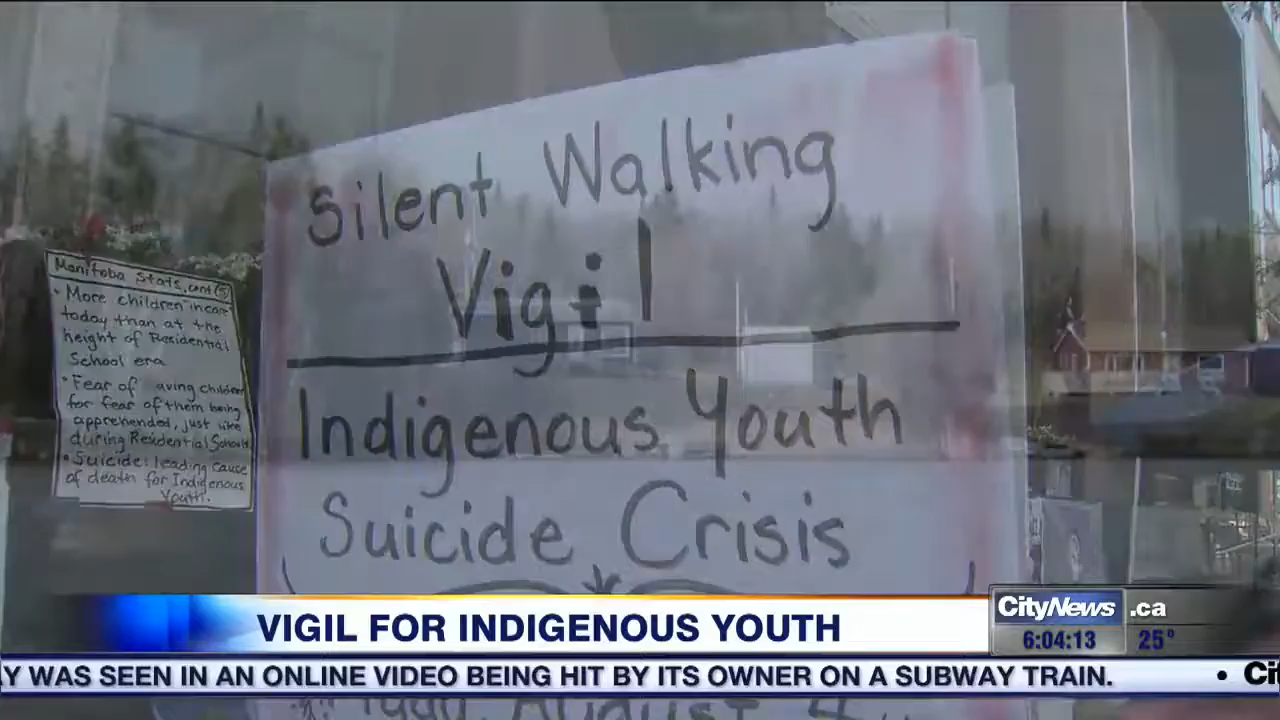 Silent Walking
Vigil
Indigenous Youth
Suicide Crisis
Manitoba Stats, cont (5)
• More children in care
today than at the
height of Residential
School era
• Fear of aving children
for fear of them being
apprehended, just like
during Residential Schools
• Suicide: leading cause
of death for Indigenous
Youth.
VIGIL FOR INDIGENOUS YOUTH
CityNews .ca
6:04:13 25°
Y WAS SEEN IN AN ONLINE VIDEO BEING HIT BY ITS OWNER ON A SUBWAY TRAIN. • Ci
August